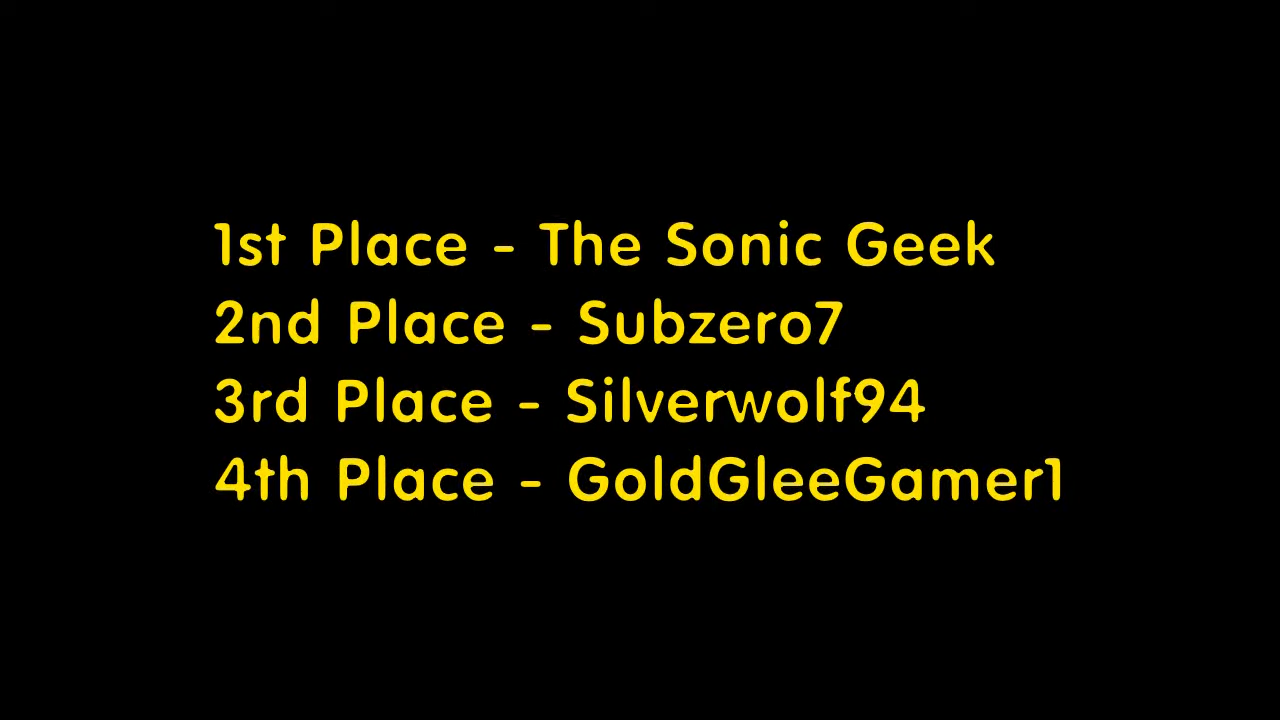 1st Place - The Sonic Geek
2nd Place - Subzero7
3rd Place - Silverwolf94
4th Place - GoldGleeGamer1